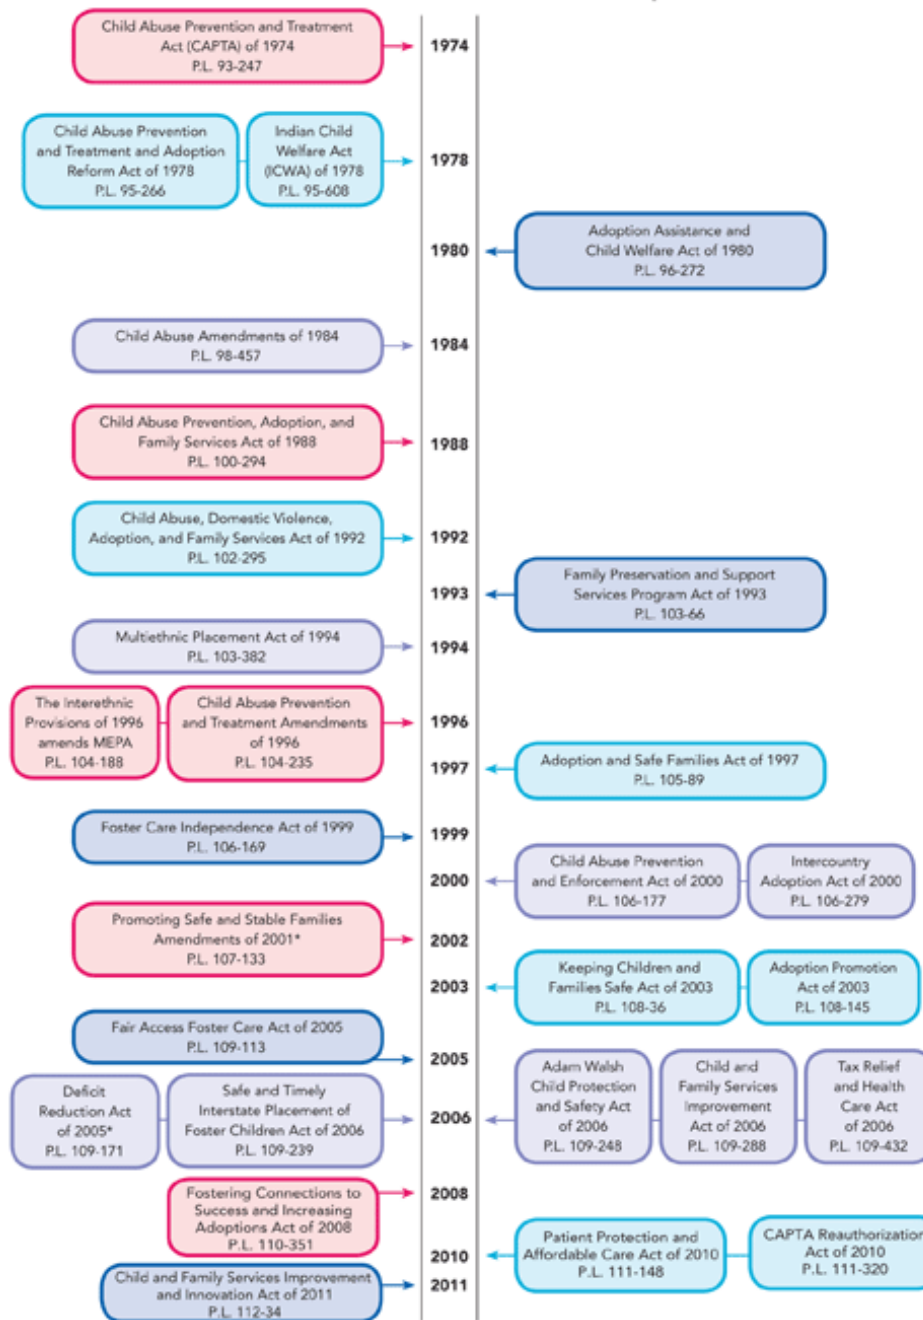 Child Abuse Prevention and Treatment
Act (CAPTA) of 1974
P.L. 93-247
1974
Child Abuse Prevention
and Treatment and Adoption
Reform Act of 1978
P.L. 95-266
Indian Child
Welfare Act
(ICWA) of 1978
P.L. 95-608
1978
1980
Adoption Assistance and
Child Welfare Act of 1980
P.L. 96-272
Child Abuse Amendments of 1984
P.L. 98-457
1984
Child Abuse Prevention, Adoption, and
Family Services Act of 1988
P.L. 100-294
1988
Child Abuse, Domestic Violence,
Adoption, and Family Services Act of 1992
P.L. 102-295
1992
1993
Family Preservation and Support
Services Program Act of 1993
P.L. 103-66
Multiethnic Placement Act of 1994
P.L. 103-382
1994
The Interethnic
Provisions of 1996
amends MEPA
P.L. 104-188
Child Abuse Prevention
and Treatment Amendments
of 1996
P.L. 104-235
1996
1997
Adoption and Safe Families Act of 1997
P.L. 105-89
Foster Care Independence Act of 1999
P.L. 106-169
1999
2000
Child Abuse Prevention
and Enforcement Act of 2000
P.L. 106-177
Intercountry
Adoption Act of 2000
P.L. 106-279
Promoting Safe and Stable Families
Amendments of 2001*
P.L. 107-133
2002
2003
Keeping Children and
Families Safe Act of 2003
P.L. 108-36
Adoption Promotion
Act of 2003
P.L. 108-145
Fair Access Foster Care Act of 2005
P.L. 109-113
2005
Deficit
Reduction Act
of 2005*
P.L. 109-171
Safe and Timely
Interstate Placement of
Foster Children Act of 2006
P.L. 109-239
2006
Adam Walsh
Child Protection
and Safety Act
of 2006
P.L. 109-248
Child and
Family Services
Improvement
Act of 2006
P.L. 109-288
Tax Relief
and Health
Care Act of
2006
P.L. 109-432
Fostering Connections to
Success and Increasing
Adoptions Act of 2008
P.L. 110-351
2008
2010
Patient Protection and
Affordable Care Act of 2010
P.L. 111-148
CAPTA Reauthorization
Act of 2010
P.L. 111-320
Child and Family Services Improvement
and Innovation Act of 2011
P.L. 112-34
2011